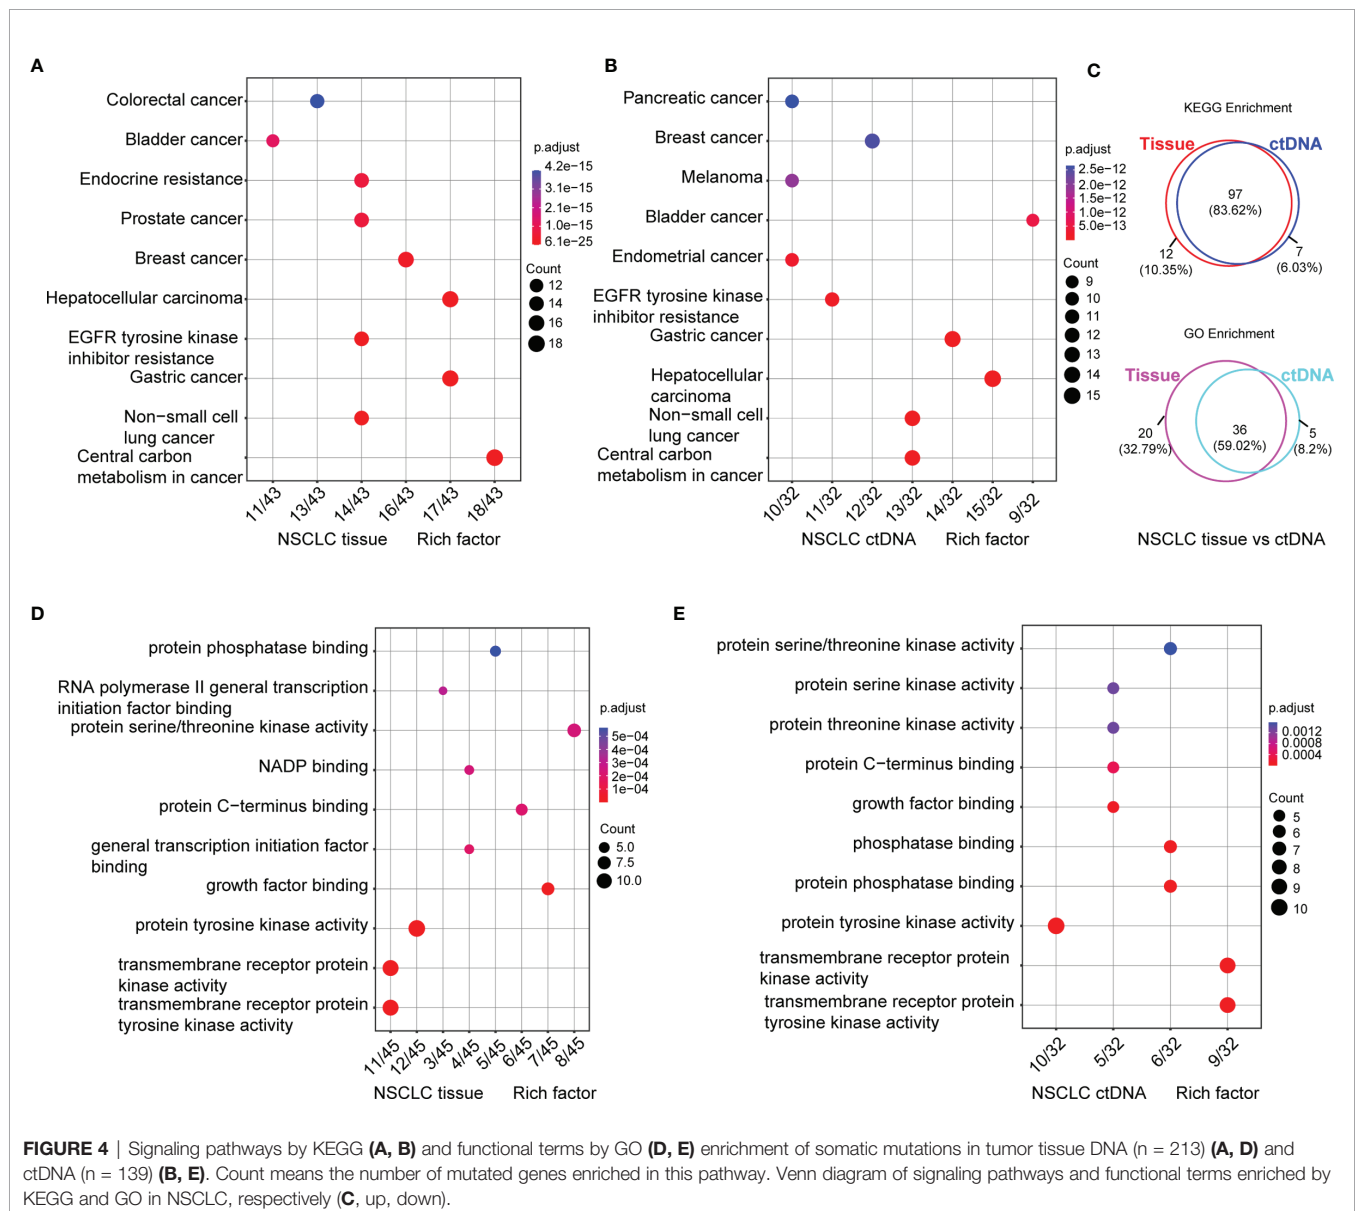 A
Colorectal cancer
Bladder cancer
Endocrine resistance
Prostate cancer
Breast cancer
Hepatocellular carcinoma
EGFR tyrosine kinase
inhibitor resistance
Gastric cancer
Non−small cell
lung cancer
Central carbon
metabolism in cancer
11/43
13/43
14/43
16/43
17/43
18/43
NSCLC tissue Rich factor
p.adjust
4.2e−15
3.1e−15
2.1e−15
1.0e−15
6.1e−25
Count
12
14
16
18
B
Pancreatic cancer
Breast cancer
Melanoma
Bladder cancer
Endometrial cancer
EGFR tyrosine kinase
inhibitor resistance
Gastric cancer
Hepatocellular
carcinoma
Non−small cell
lung cancer
Central carbon
metabolism in cancer
10/32
11/32
12/32
13/32
14/32
15/32
9/32
NSCLC ctDNA Rich factor
p.adjust
2.5e−12
2.0e−12
1.5e−12
1.0e−12
5.0e−13
Count
9
10
11
12
13
14
15
C
KEGG Enrichment
Tissue ctDNA
97
(83.62%)
12
(10.35%)
7
(6.03%)
GO Enrichment
Tissue ctDNA
20
(32.79%)
36
(59.02%)
5
(8.2%)
NSCLC tissue vs ctDNA
D
protein phosphatase binding
RNA polymerase II general transcription
initiation factor binding
protein serine/threonine kinase activity
NADP binding
protein C−terminus binding
general transcription initiation factor
binding
growth factor binding
protein tyrosine kinase activity
transmembrane receptor protein
kinase activity
transmembrane receptor protein
tyrosine kinase activity
11/45
12/45
3/45
4/45
5/45
6/45
7/45
8/45
NSCLC tissue Rich factor
p.adjust
5e−04
4e−04
3e−04
2e−04
1e−04
Count
5.0
7.5
10.0
E
protein serine/threonine kinase activity
protein serine kinase activity
protein threonine kinase activity
protein C−terminus binding
growth factor binding
phosphatase binding
protein phosphatase binding
protein tyrosine kinase activity
transmembrane receptor protein
kinase activity
transmembrane receptor protein
tyrosine kinase activity
10/32
5/32
6/32
9/32
NSCLC ctDNA Rich factor
p.adjust
0.0012
0.0008
0.0004
Count
5
6
7
8
9
10
FIGURE 4 | Signaling pathways by KEGG (A, B) and functional terms by GO (D, E) enrichment of somatic mutations in tumor tissue DNA (n = 213) (A, D) and
ctDNA (n = 139) (B, E). Count means the number of mutated genes enriched in this pathway. Venn diagram of signaling pathways and functional terms enriched by
KEGG and GO in NSCLC, respectively (C, up, down).